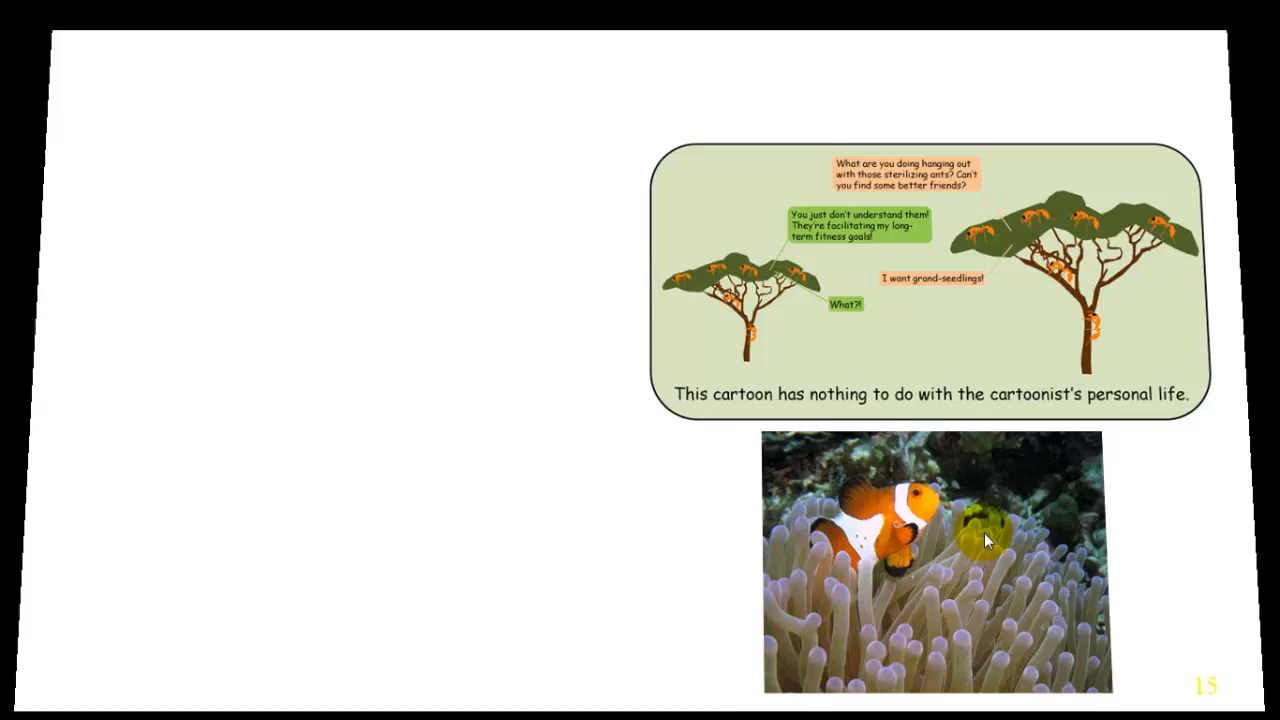 What are you doing hanging out
with those sterilizing ants? Can't
you find some better friends?
You just don't understand them!
They're facilitating my long-
term fitness goals!
I want grand-seedlings!
What?!
This cartoon has nothing to do with the cartoonist's personal life.
15